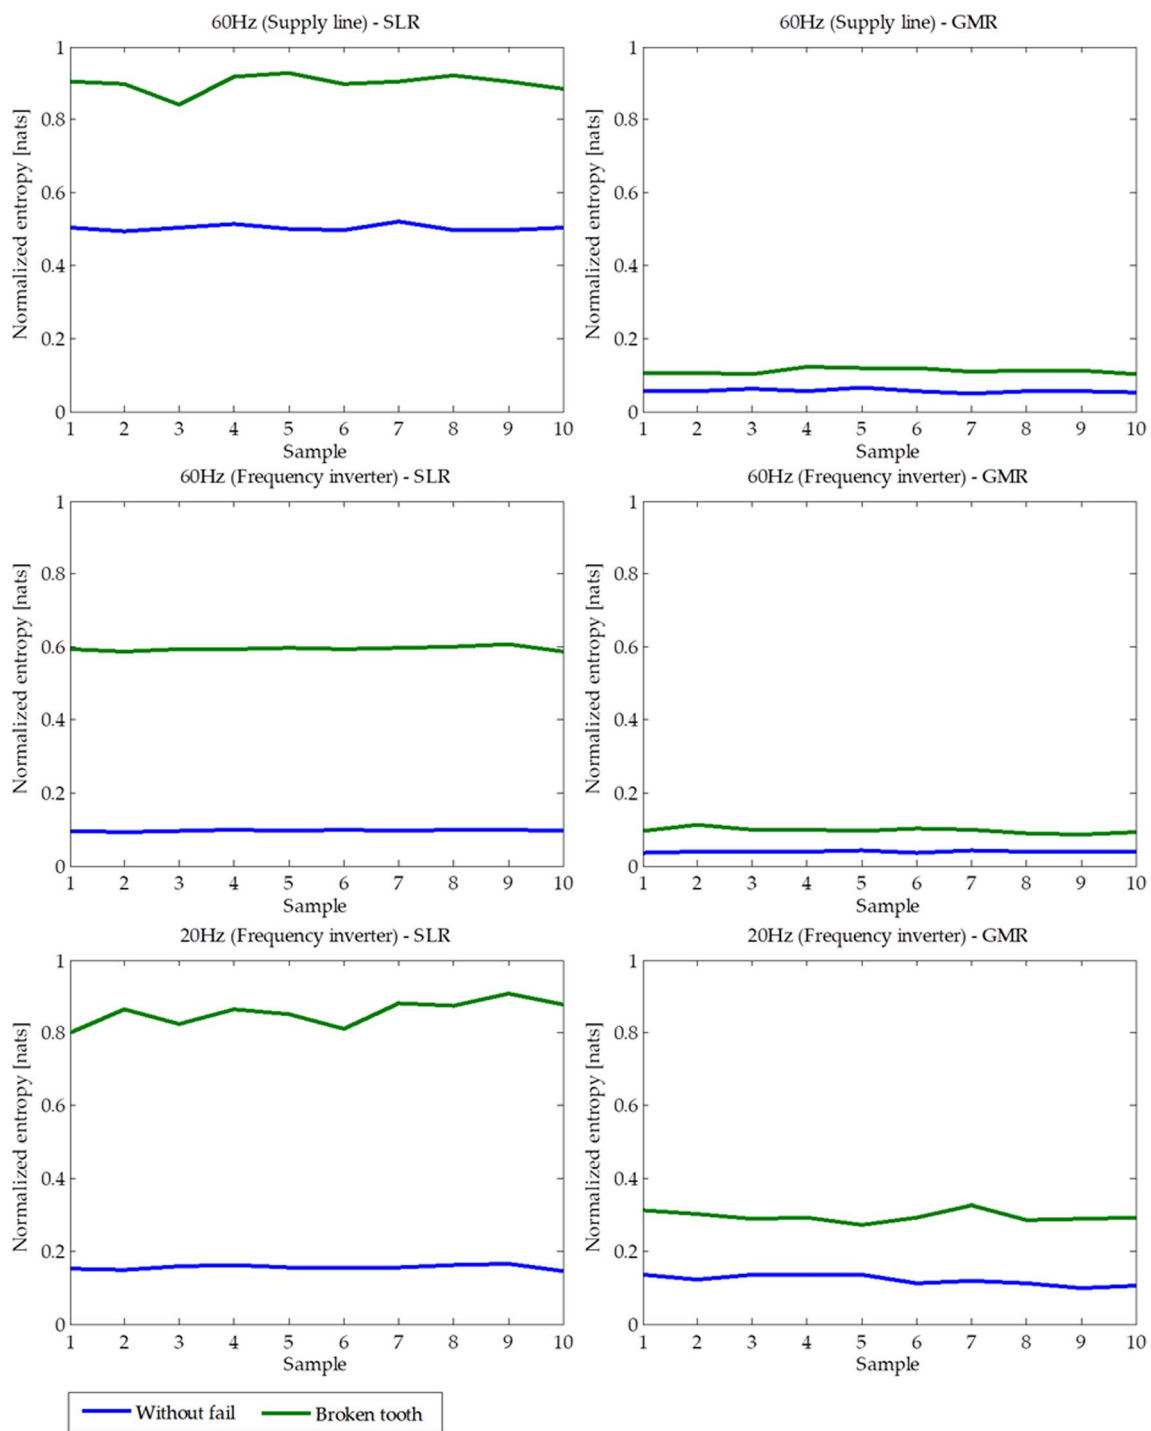 60Hz (Supply line) - SLR
Normalized entropy [nats]
1
0.8
0.6
0.4
0.2
0
1 2 3 4 5 6 7 8 9 10
Sample
60Hz (Supply line) - GMR
Normalized entropy [nats]
1
0.8
0.6
0.4
0.2
0
1 2 3 4 5 6 7 8 9 10
Sample
60Hz (Frequency inverter) - SLR
Normalized entropy [nats]
1
0.8
0.6
0.4
0.2
0
1 2 3 4 5 6 7 8 9 10
Sample
60Hz (Frequency inverter) - GMR
Normalized entropy [nats]
1
0.8
0.6
0.4
0.2
0
1 2 3 4 5 6 7 8 9 10
Sample
20Hz (Frequency inverter) - SLR
Normalized entropy [nats]
1
0.8
0.6
0.4
0.2
0
1 2 3 4 5 6 7 8 9 10
Sample
20Hz (Frequency inverter) - GMR
Normalized entropy [nats]
1
0.8
0.6
0.4
0.2
0
1 2 3 4 5 6 7 8 9 10
Sample
Without fail Broken tooth